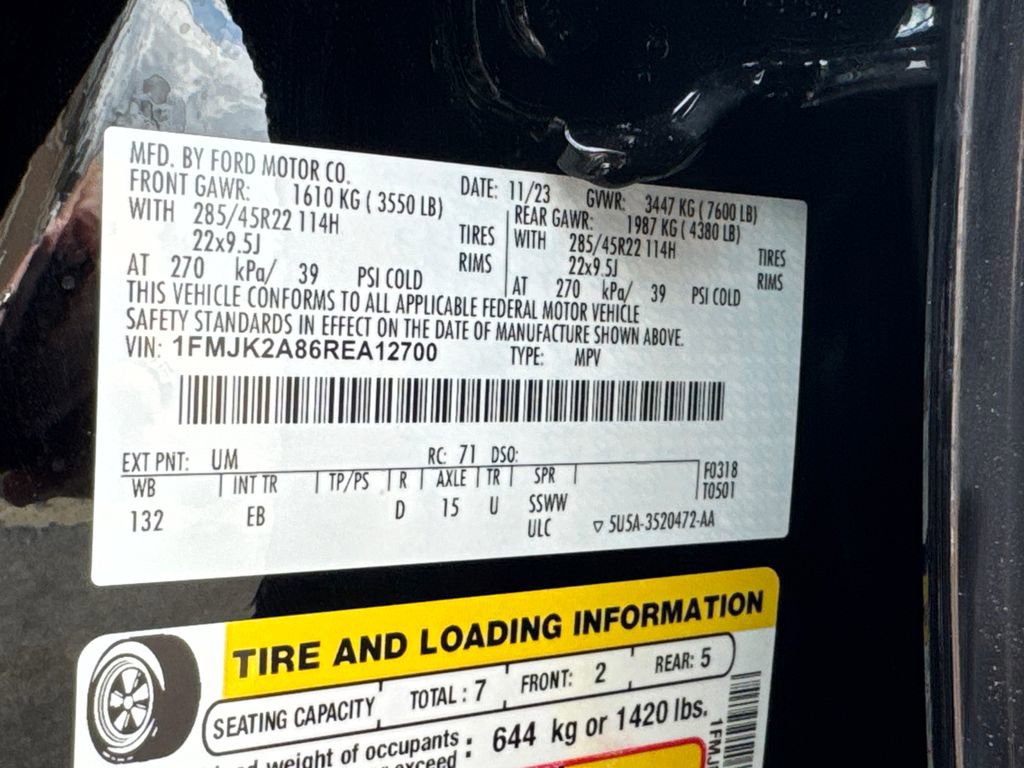 MFD. BY FORD MOTOR CO.
DATE: 11/23 GVWR: 3447 KG ( 7600 LB)
FRONT GAWR: 1610 KG ( 3550 LB)
REAR GAWR: 1987 KG ( 4380 LB)
WITH 285/45R22 114H TIRES
WITH 285/45R22 114H TIRES
22x9.5J RIMS
22x9.5J RIMS
AT 270 kPa/ 39 PSI COLD
AT 270 kPa/ 39 PSI COLD
THIS VEHICLE CONFORMS TO ALL APPLICABLE FEDERAL MOTOR VEHICLE
SAFETY STANDARDS IN EFFECT ON THE DATE OF MANUFACTURE SHOWN ABOVE.
VIN: 1FMJK2A86REA12700 TYPE: MPV
EXT PNT: UM RC: 71 DSO:
WB INT TR TP/PS R AXLE TR SPR F0318
T0501
132 EB D 15 U SSWW
ULC ▽ 5U5A-3520472-AA
TIRE AND LOADING INFORMATION
SEATING CAPACITY TOTAL : 7 FRONT: 2 REAR: 5
weight of occupants : 644 kg or 1420 lbs.
exceed
1FMJ